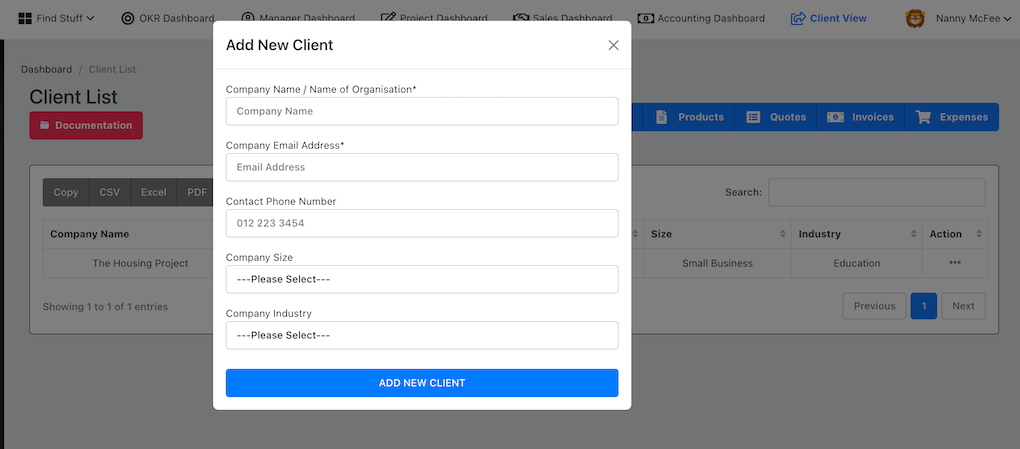 Find Stuff
OKR Dashboard
Manager Dashboard
Project Dashboard
Sales Dashboard
Accounting Dashboard
Client View
Nanny McFee
Dashboard / Client List
Client List
Documentation
Products
Quotes
Invoices
Expenses
Copy
CSV
Excel
PDF
Search:
Company Name
Size
Industry
Action
The Housing Project
Small Business
Education
Showing 1 to 1 of 1 entries
Previous
1
Next
Add New Client
Company Name / Name of Organisation*
Company Name
Company Email Address*
Email Address
Contact Phone Number
012 223 3454
Company Size
---Please Select---
Company Industry
---Please Select---
ADD NEW CLIENT